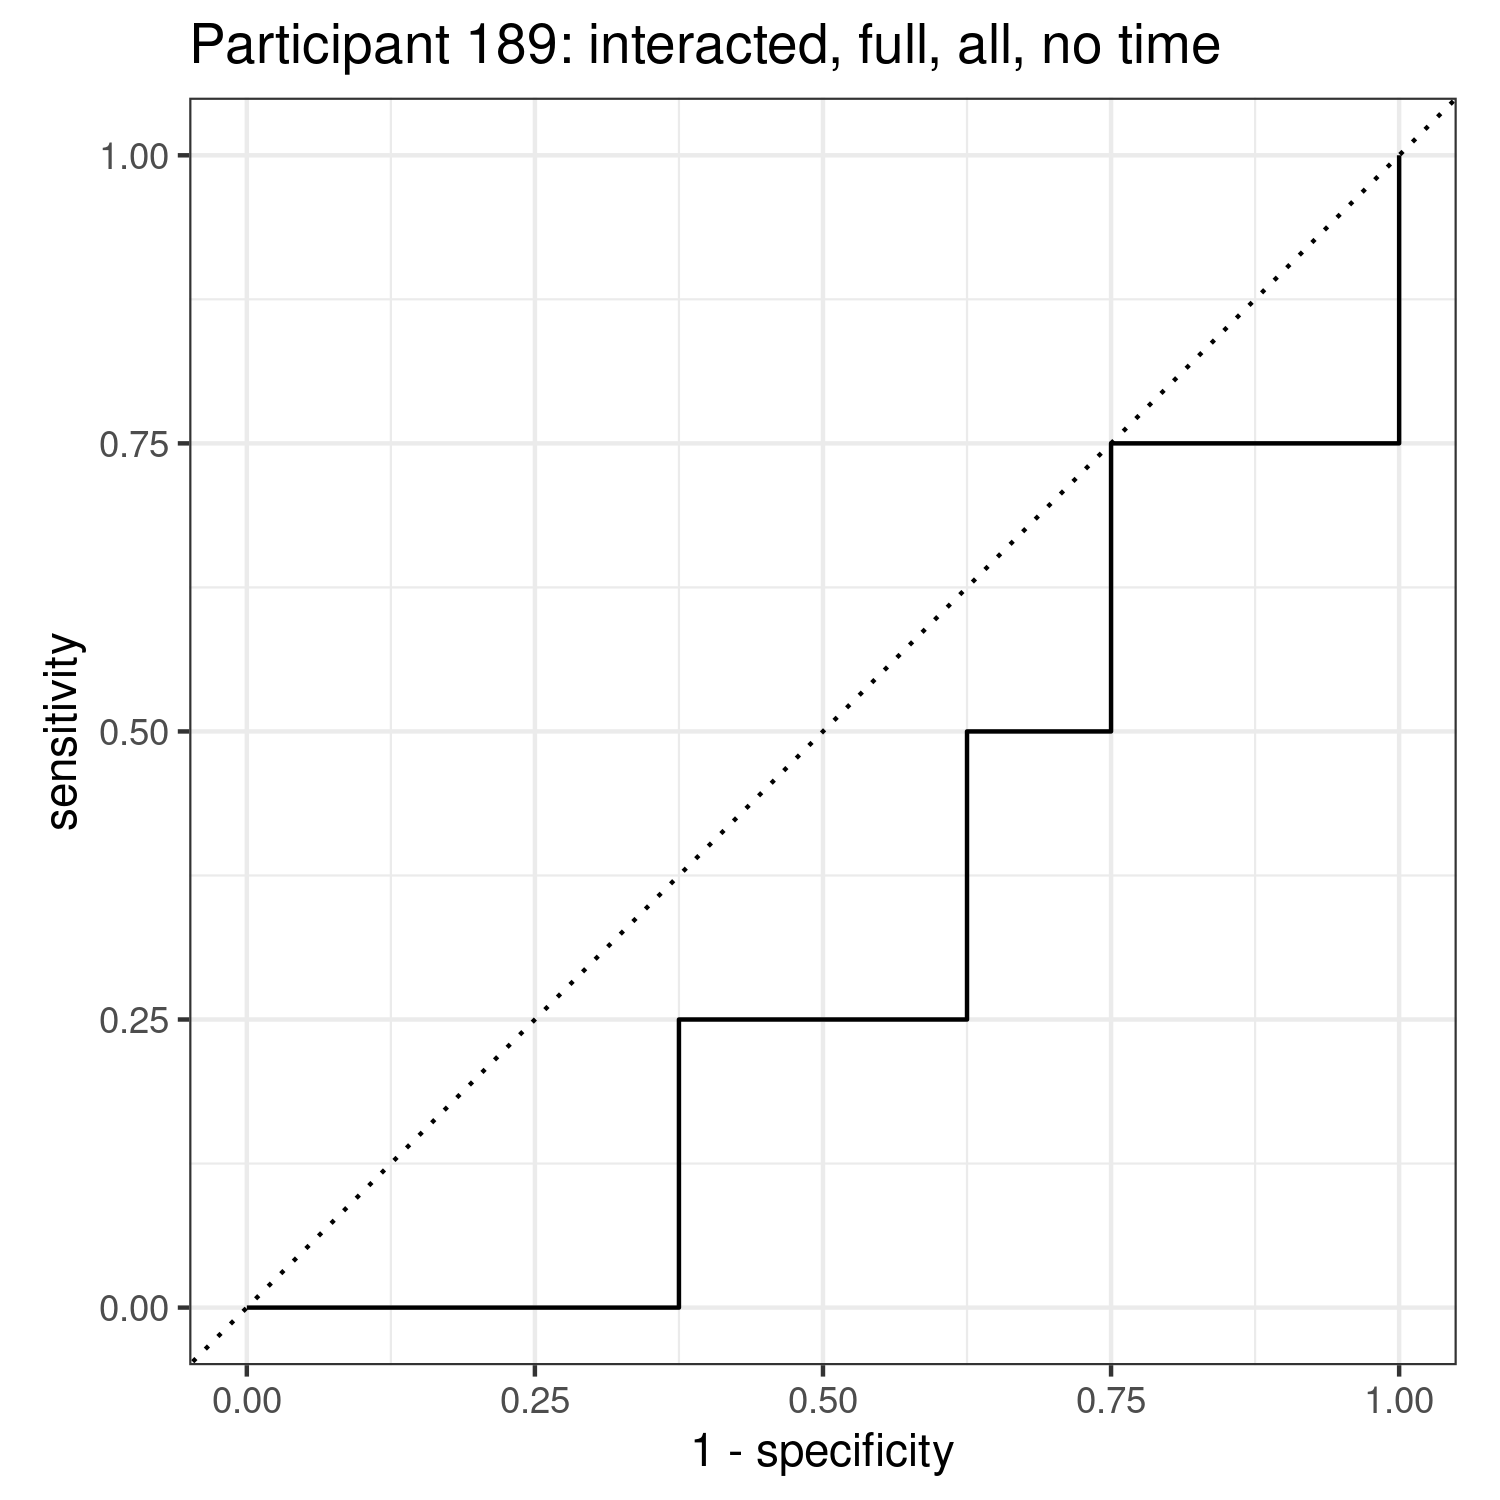 Participant 189: interacted, full, all, no time
1.00
0.75
0.50
0.25
0.00
sensitivity
0.00 0.25 0.50 0.75 1.00
1 - specificity